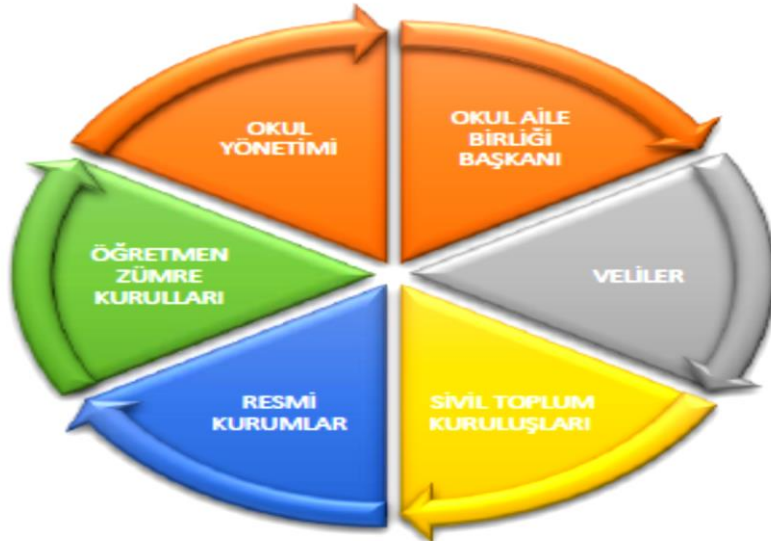 OKUL
YÖNETİMİ
OKUL AİLE
BİRLİĞİ
BAŞKANI
VELİLER
SİVİL TOPLUM
KURULUŞLARI
RESMİ
KURUMLAR
ÖĞRETMEN
ZÜMRE
KURULLARI